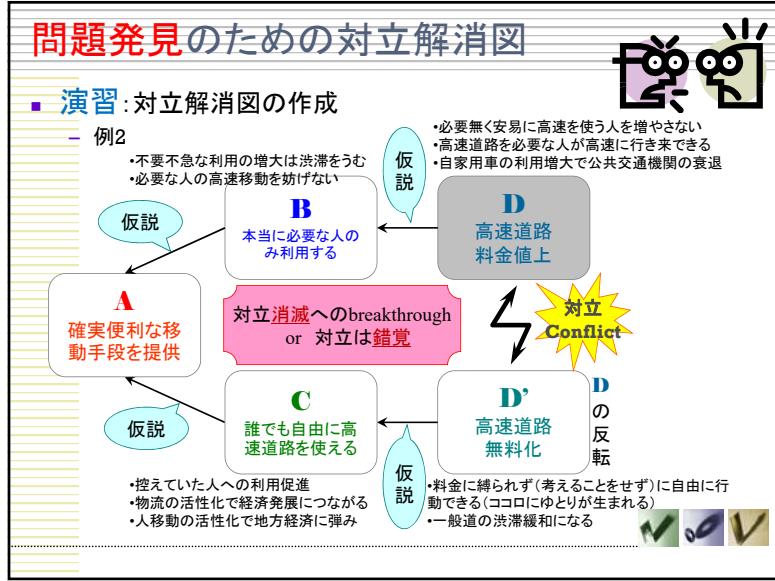 問題発見のための対立解消図
演習:対立解消図の作成
例2
•不要不急な利用の増大は渋滞をうむ
•必要な人の高速移動を妨げない
仮説
•必要無く安易に高速を使う人を増やさない
•高速道路を必要な人が高速に行き来できる
•自家用車の利用増大で公共交通機関の衰退
仮
説
B
本当に必要な人の
み利用する
D
高速道路
料金値上
A
確実便利な移
動手段を提供
対立消滅へのbreakthrough
or 対立は錯覚
対立
Conflict
C
誰でも自由に高
速道路を使える
D’
高速道路
無料化
D
の
反
転
仮説
•控えていた人への利用促進
•物流の活性化で経済発展につながる
•人移動の活性化で地方経済に弾み
仮
説
•料金に縛られず(考えることをせず)に自由に行
動できる(ココロにゆとりが生まれる)
•一般道の渋滞緩和になる